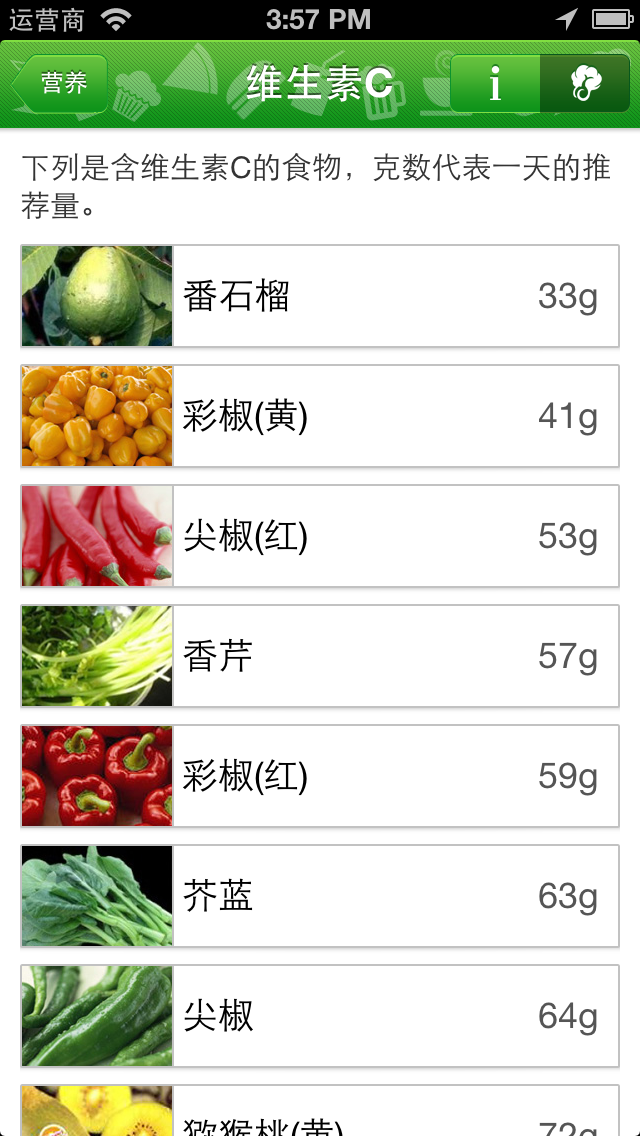 运营商 3:57 PM
营养 维生素C i
下列是含维生素C的食物，克数代表一天的推
荐量。
番石榴 33g
彩椒(黄) 41g
尖椒(红) 53g
香芹 57g
彩椒(红) 59g
芥蓝 63g
尖椒 64g
猕猴桃(黄) 72g